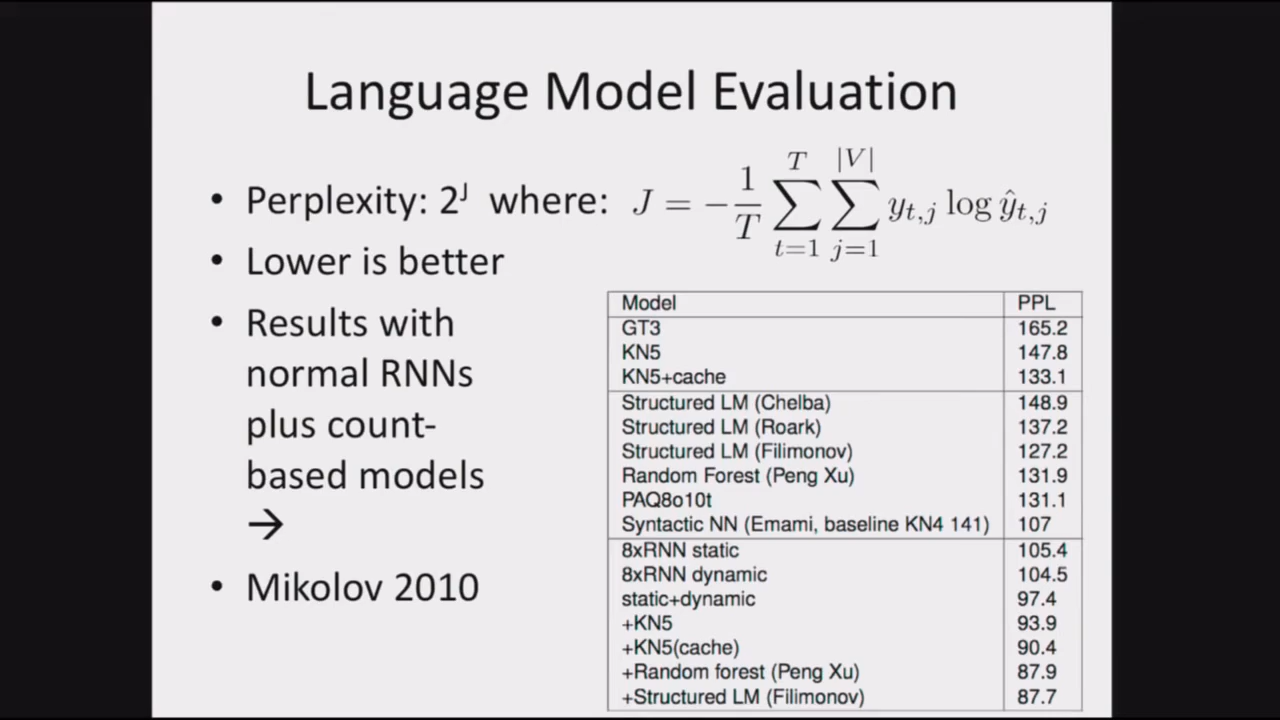 Language Model Evaluation
• Perplexity: 2^J where: J = −1/T ∑_{t=1}^{T} ∑_{j=1}^{|V|} y_{t,j} log ŷ_{t,j}
• Lower is better
• Results with
normal RNNs
plus count-
based models
→
• Mikolov 2010
Model PPL
GT3 165.2
KN5 147.8
KN5+cache 133.1
Structured LM (Chelba) 148.9
Structured LM (Roark) 137.2
Structured LM (Filimonov) 127.2
Random Forest (Peng Xu) 131.9
PAQ8o10t 131.1
Syntactic NN (Emami, baseline KN4 141) 107
8xRNN static 105.4
8xRNN dynamic 104.5
static+dynamic 97.4
+KN5 93.9
+KN5(cache) 90.4
+Random forest (Peng Xu) 87.9
+Structured LM (Filimonov) 87.7